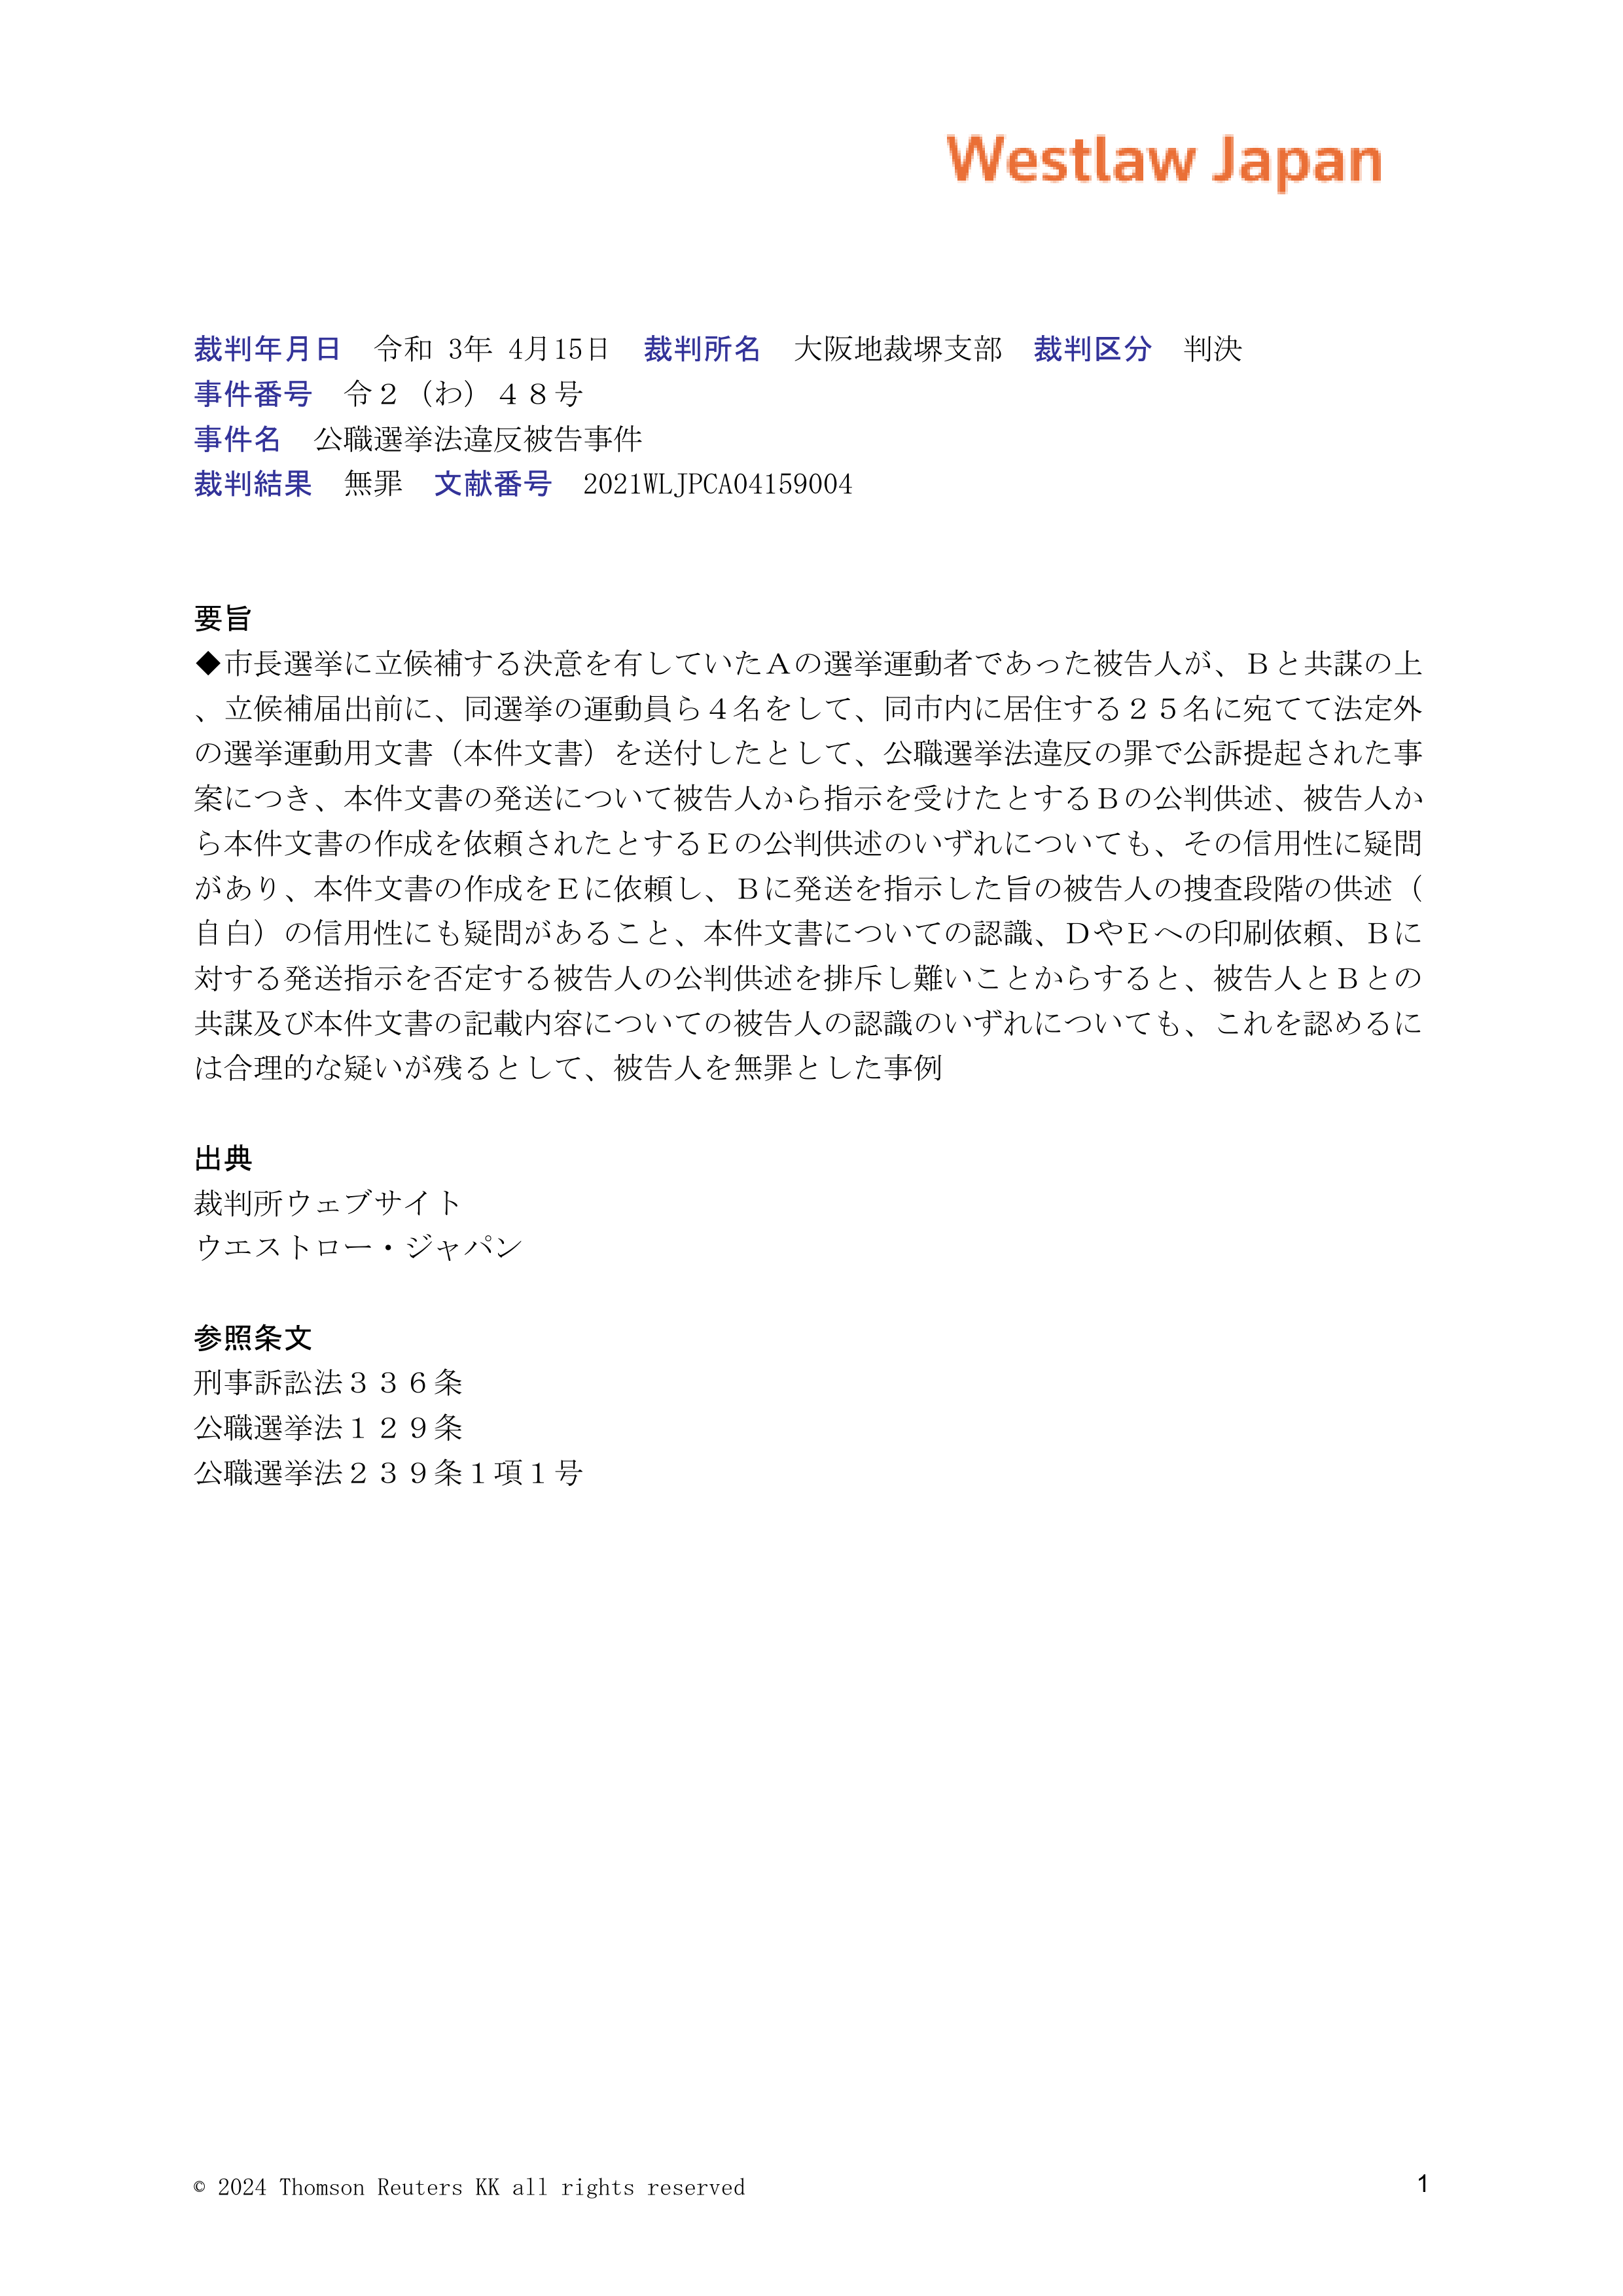 Westlaw Japan
裁判年月日　令和 3年 4月15日　裁判所名　大阪地裁堺支部　裁判区分　判決
事件番号　令２（わ）４８号
事件名　公職選挙法違反被告事件
裁判結果　無罪　文献番号　2021WLJPCA04159004
要旨
◆市長選挙に立候補する決意を有していたＡの選挙運動者であった被告人が、Ｂと共謀の上
、立候補届出前に、同選挙の運動員ら４名をして、同市内に居住する２５名に宛てて法定外
の選挙運動用文書（本件文書）を送付したとして、公職選挙法違反の罪で公訴提起された事
案につき、本件文書の発送について被告人から指示を受けたとするＢの公判供述、被告人か
ら本件文書の作成を依頼されたとするＥの公判供述のいずれについても、その信用性に疑問
があり、本件文書の作成をＥに依頼し、Ｂに発送を指示した旨の被告人の捜査段階の供述（
自白）の信用性にも疑問があること、本件文書についての認識、ＤやＥへの印刷依頼、Ｂに
対する発送指示を否定する被告人の公判供述を排斥し難いことからすると、被告人とＢとの
共謀及び本件文書の記載内容についての被告人の認識のいずれについても、これを認めるに
は合理的な疑いが残るとして、被告人を無罪とした事例
出典
裁判所ウェブサイト
ウエストロー・ジャパン
参照条文
刑事訴訟法３３６条
公職選挙法１２９条
公職選挙法２３９条１項１号
© 2024 Thomson Reuters KK all rights reserved
1